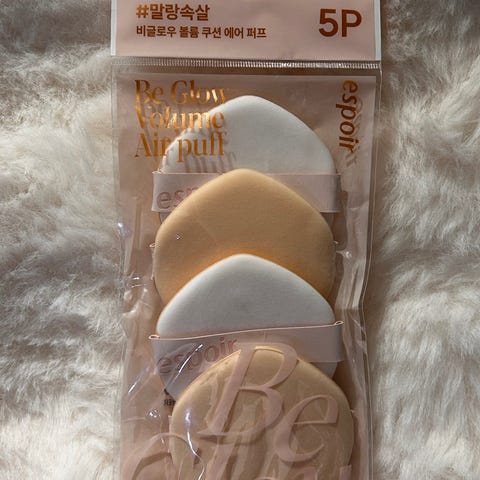 #말랑속살
5P
비글로우 볼륨 쿠션 에어 퍼프
Be Glow
Volume
Air puff
espoir
espoir
espoir
Be
Glow